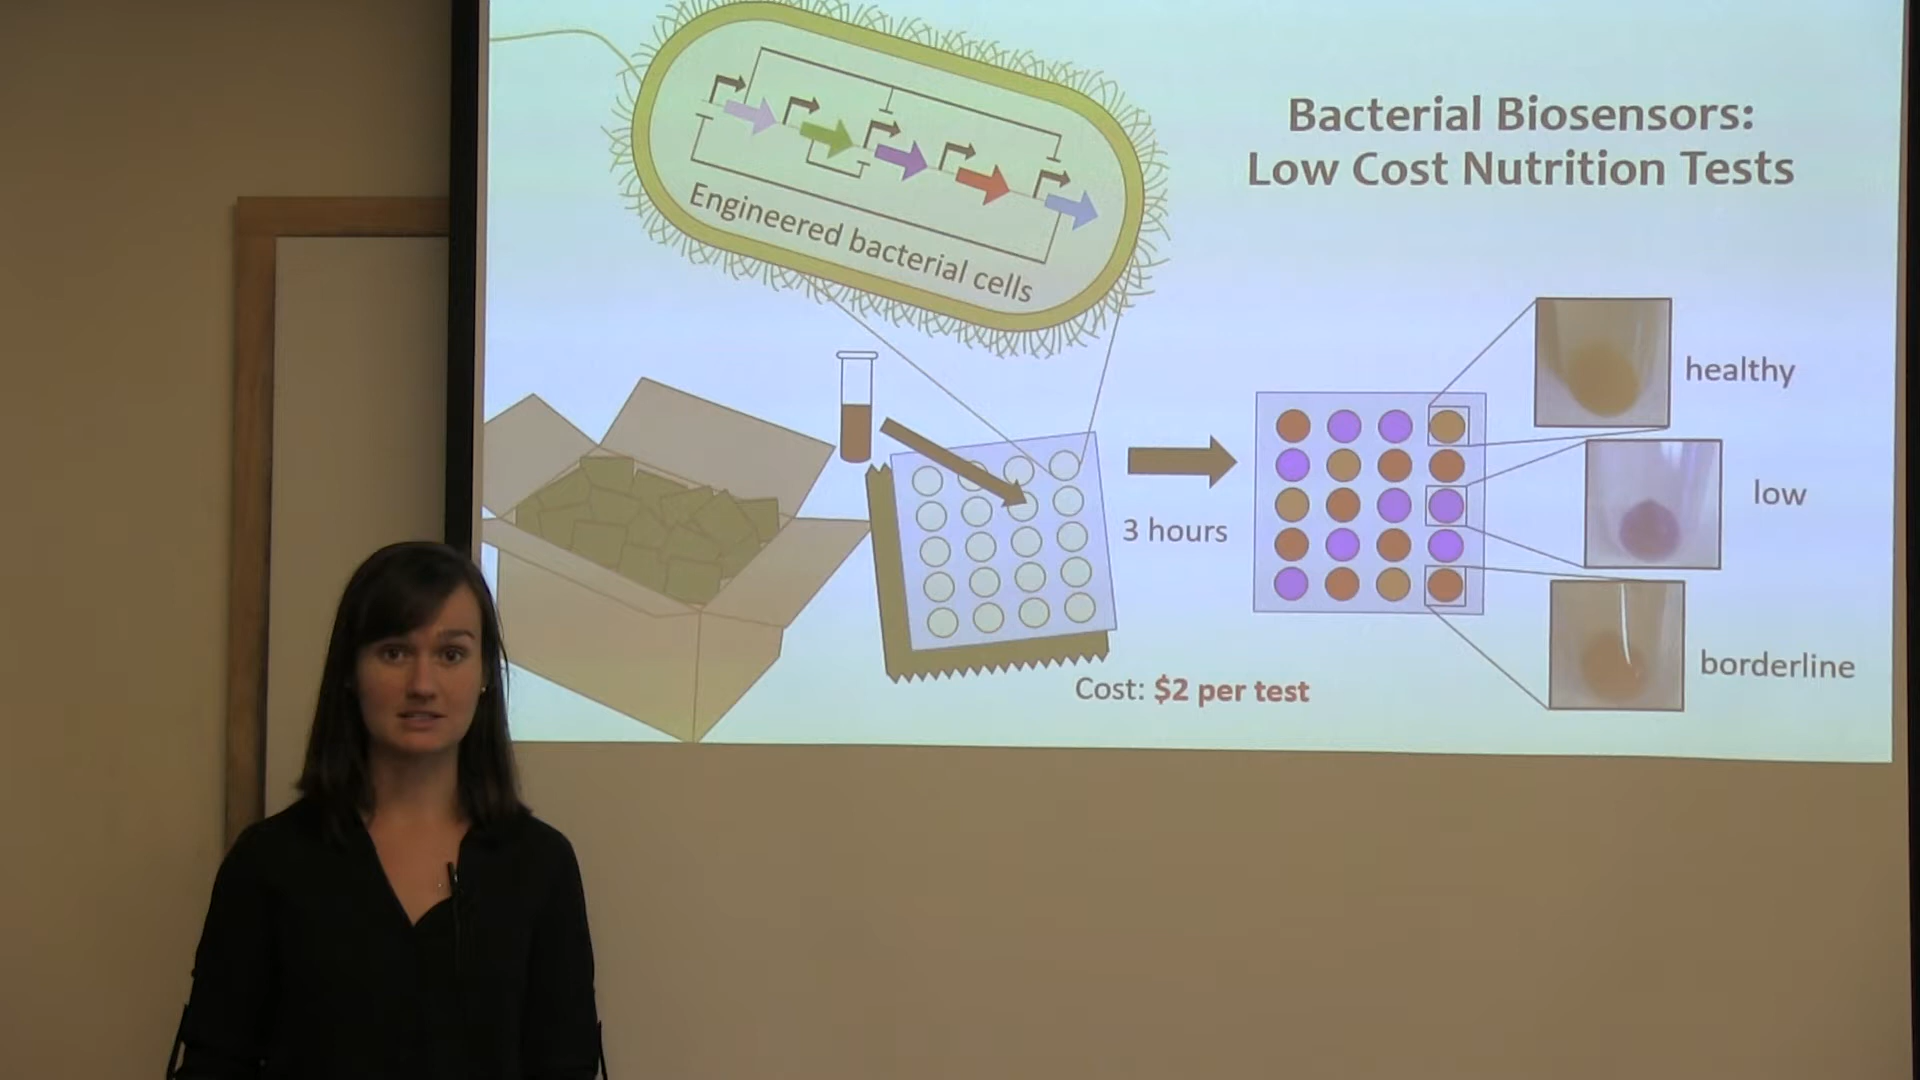 Bacterial Biosensors:
Low Cost Nutrition Tests
Engineered bacterial cells
healthy
low
3 hours
borderline
Cost: $2 per test